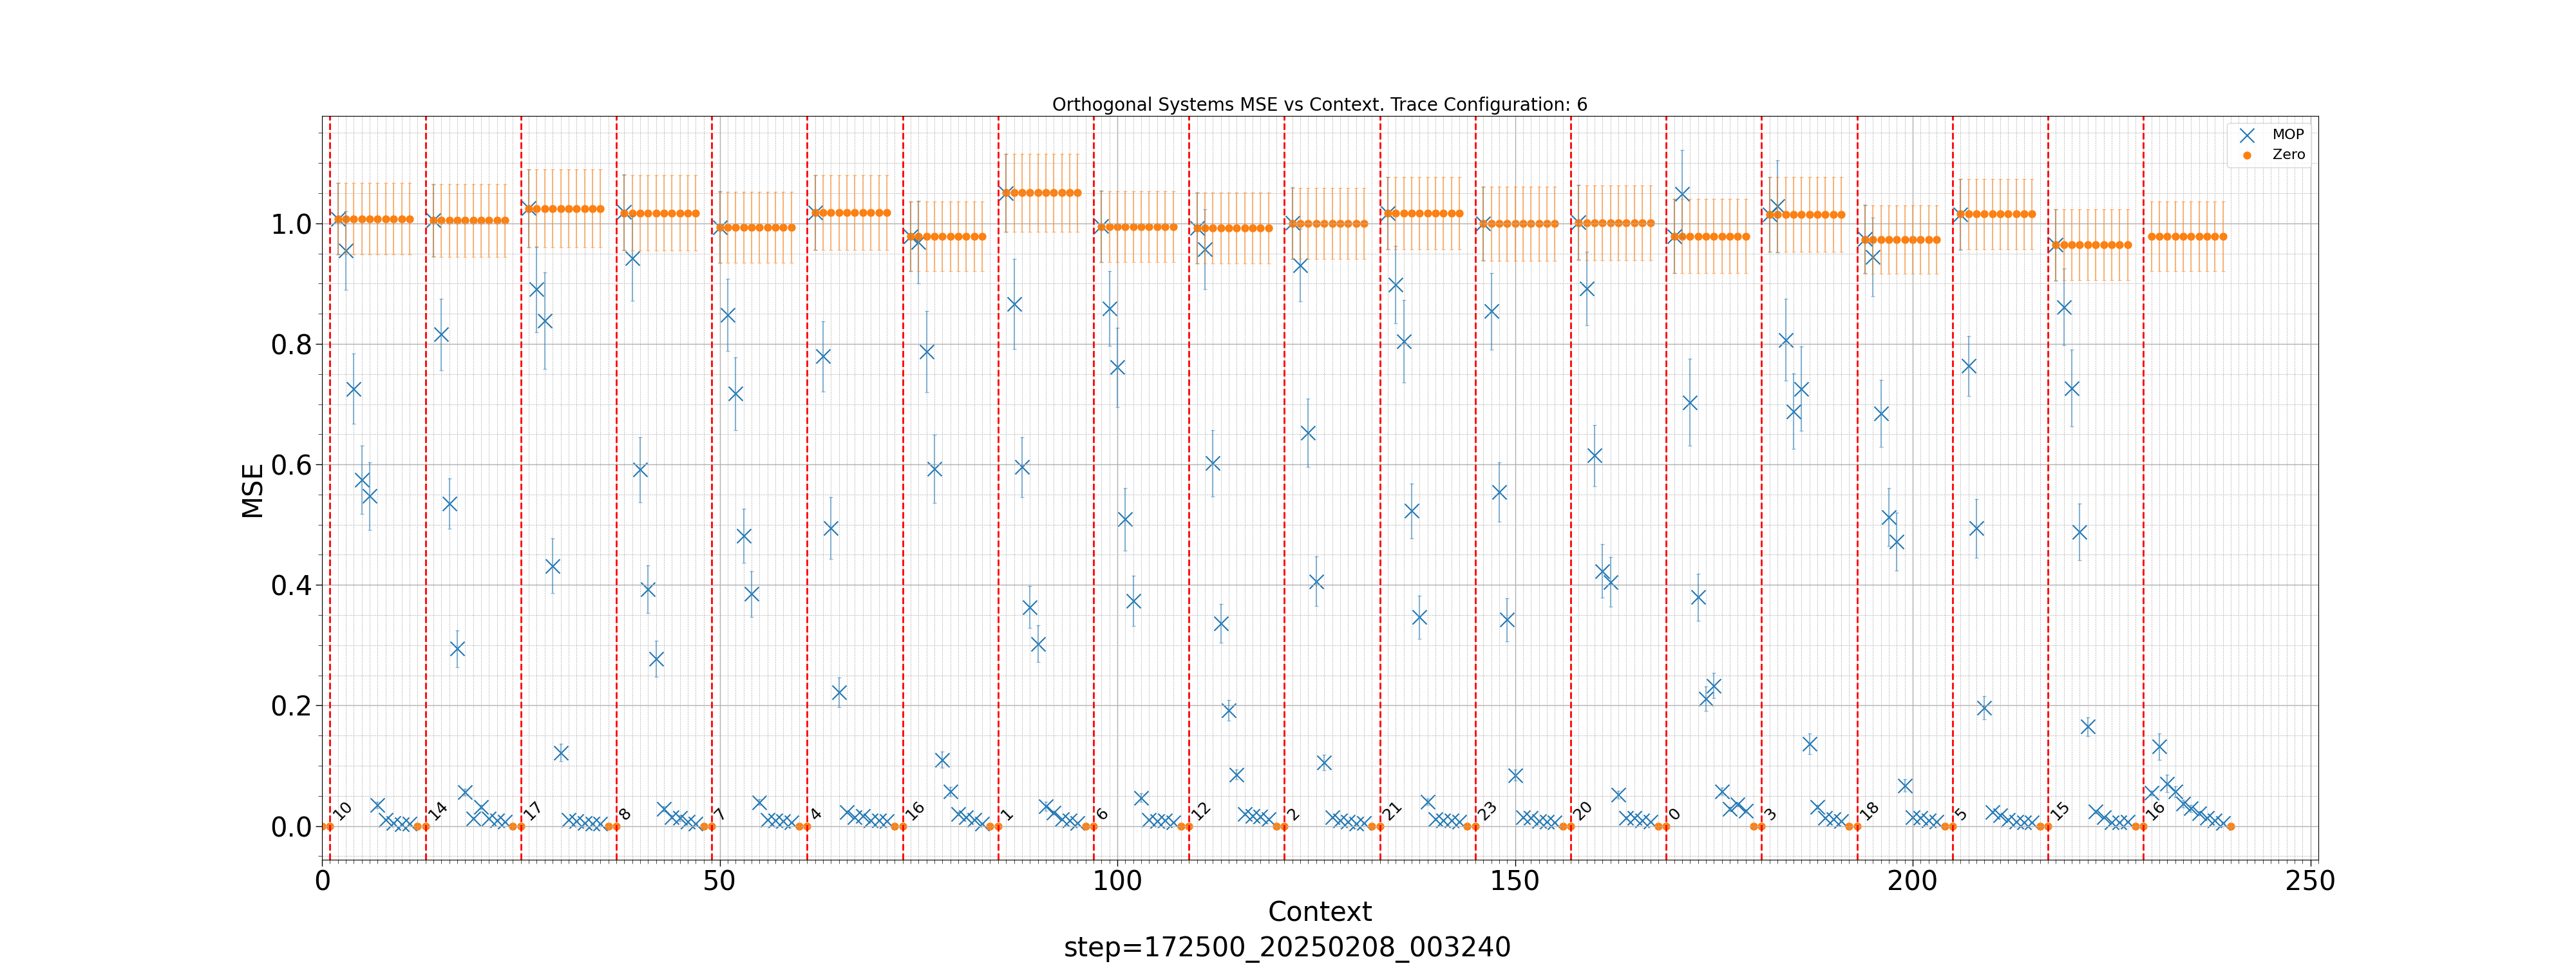 Orthogonal Systems MSE vs Context. Trace Configuration: 6
MOP
Zero
MSE
1.0
0.8
0.6
0.4
0.2
0.0
10 14 17 8 7 4 16 1 6 12 2 21 23 20 0 3 18 5 15 16
0 50 100 150 200 250
Context
step=172500_20250208_003240